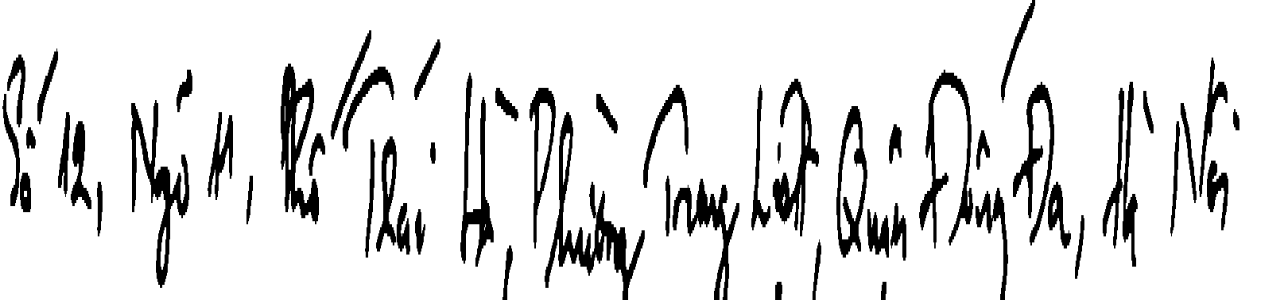 Số 12, Ngõ 11, Phố Thái Hà, Phường Trung Liệt, Quận Đống Đa, Hà Nội